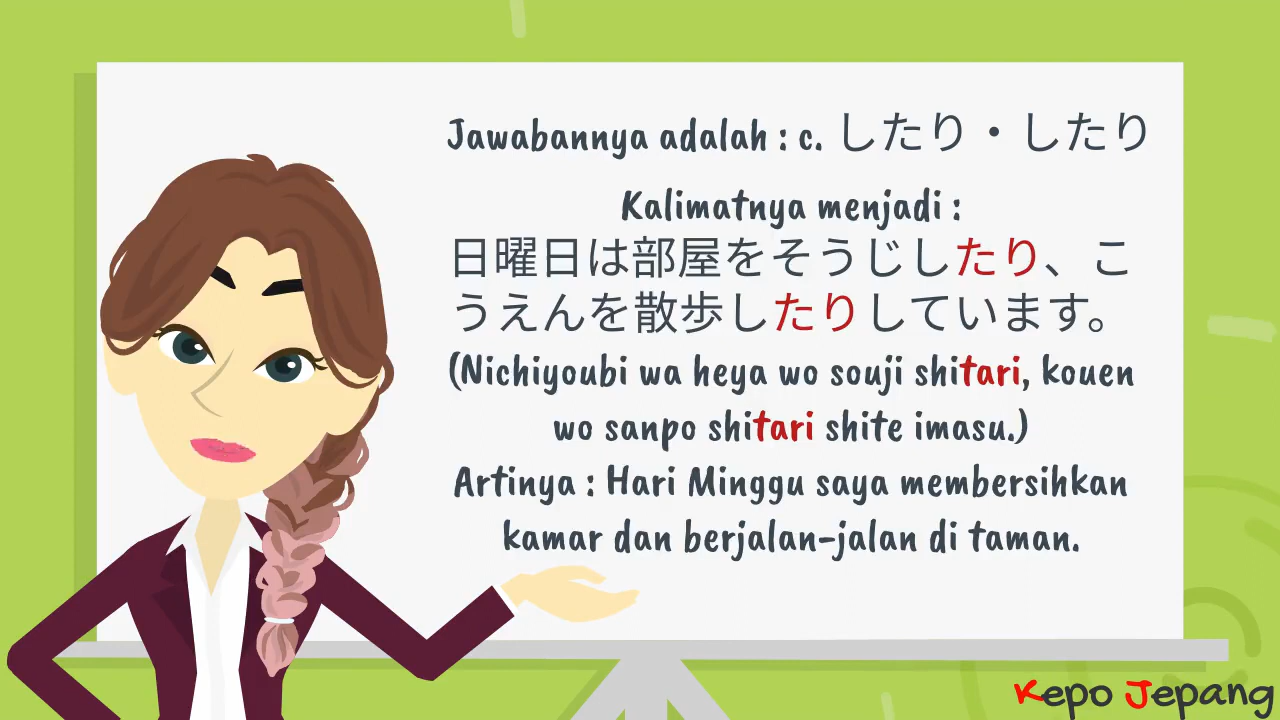 Jawabannya adalah : c. したり・したり
Kalimatnya menjadi :
日曜日は部屋をそうじしたり、こ
うえんを散歩したりしています。
(Nichiyoubi wa heya wo souji shitari, kouen
wo sanpo shitari shite imasu.)
Artinya : Hari Minggu saya membersihkan
kamar dan berjalan-jalan di taman.
Kepo Jepang